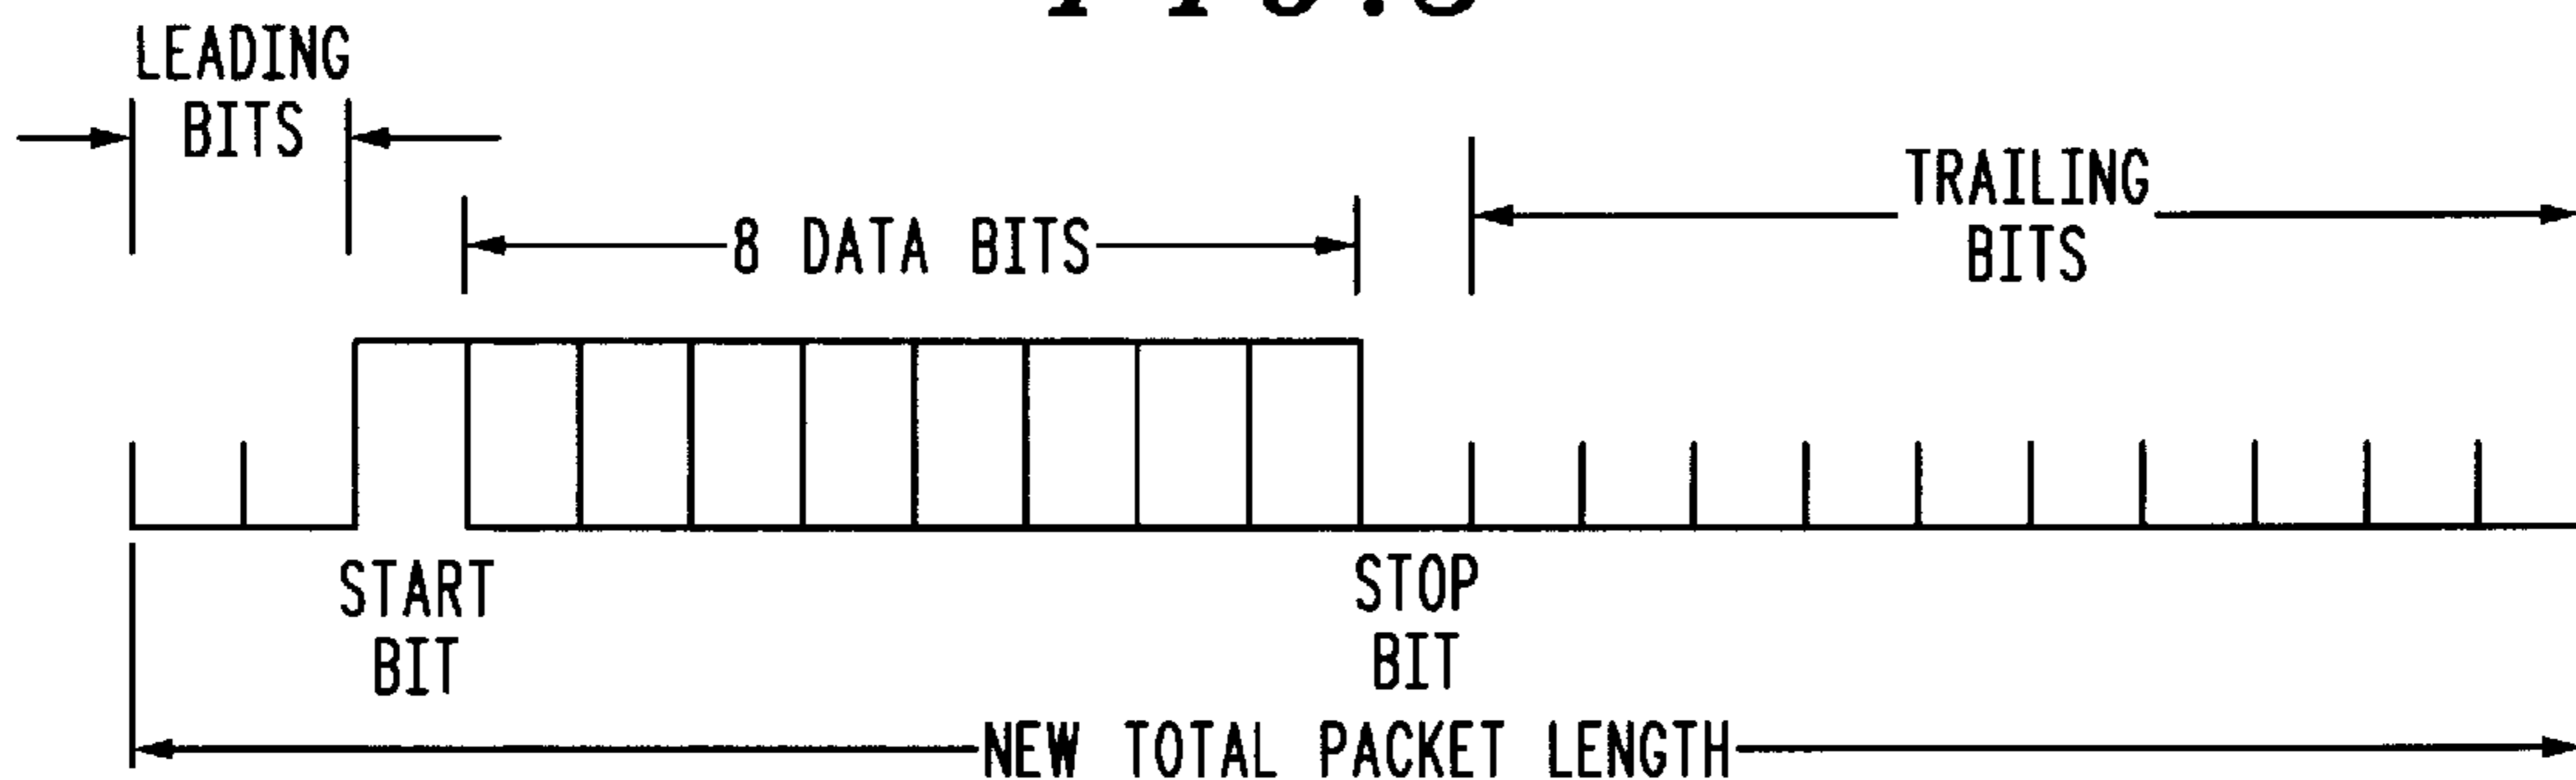 LEADING
BITS
8 DATA BITS
TRAILING
BITS
START
BIT
STOP
BIT
NEW TOTAL PACKET LENGTH